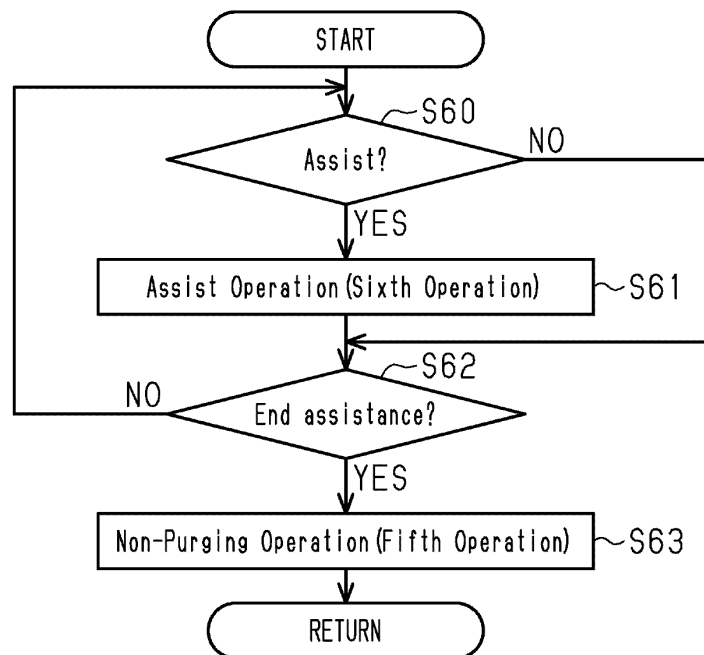 START
S60
Assist?
NO
YES
Assist Operation (Sixth Operation)
S61
S62
NO
End assistance?
YES
Non-Purging Operation (Fifth Operation)
S63
RETURN